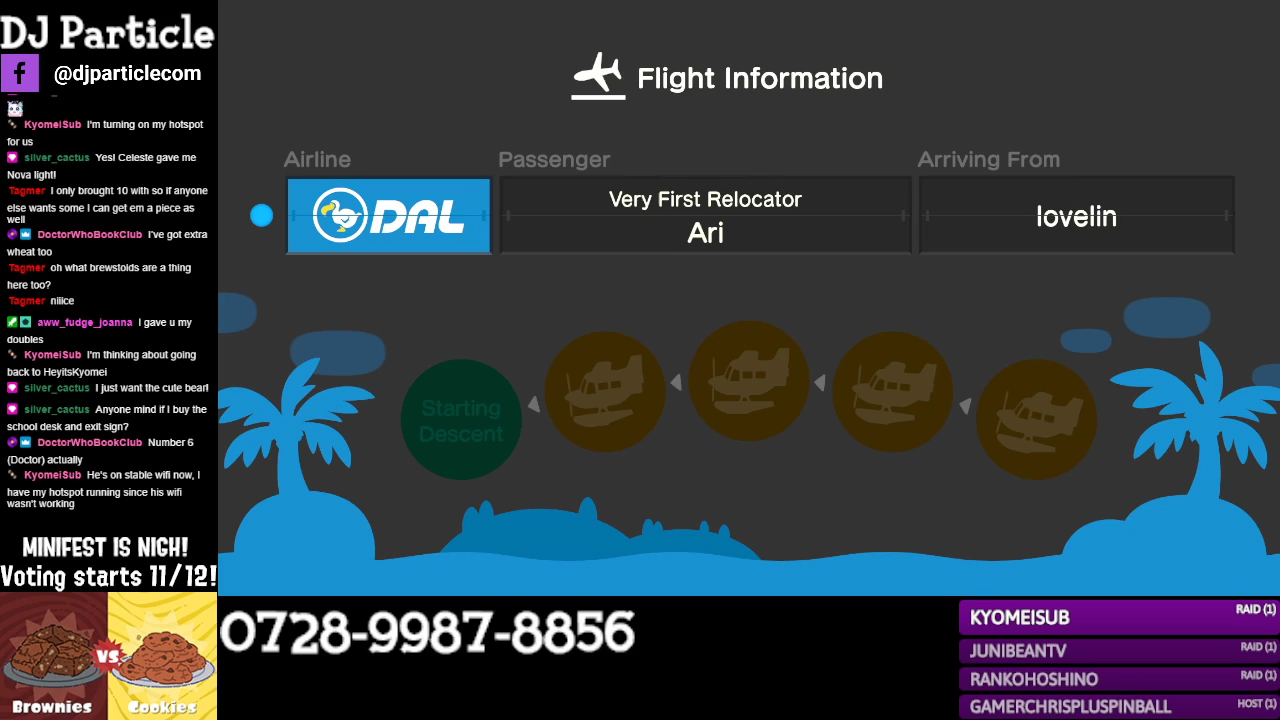 DJ Particle
@djparticlecom
KyomeiSub I'm turning on my hotspot
for us
silver_cactus Yes! Celeste gave me
Nova light!
Tagmer I only brought 10 with so if anyone
else wants some I can get em a piece as
well
DoctorWhoBookClub I've got extra
wheat too
Tagmer oh what brewstoids are a thing
here too?
Tagmer niiice
aww_fudge_joanna I gave u my
doubles
KyomeiSub I'm thinking about going
back to HeyitsKyomei
silver_cactus I just want the cute bear!
silver_cactus Anyone mind if I buy the
school desk and exit sign?
DoctorWhoBookClub Number 6
(Doctor) actually
KyomeiSub He's on stable wifi now, I
have my hotspot running since his wifi
wasn't working
MINIFEST IS NIGH!
Voting starts 11/12!
VS
Brownies
Cookies
Flight Information
Airline
Passenger
Arriving From
DAL
Very First Relocator
Ari
lovelin
Starting
Descent
0728-9987-8856
KYOMEISUB RAID (1)
JUNIBEANTV RAID (1)
RANKOHOSHINO RAID (1)
GAMERCHRISPLUSPINBALL HOST (1)